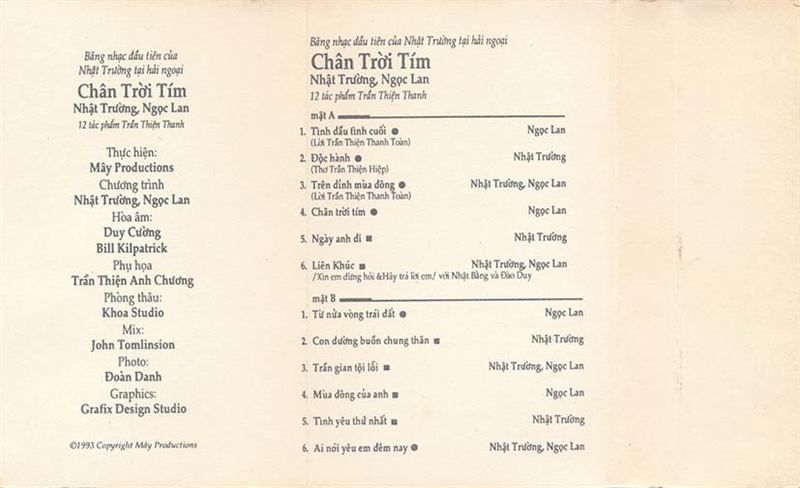 Băng nhạc đầu tiên của
Nhật Trường tại hải ngoại
Chân Trời Tím
Nhật Trường, Ngọc Lan
12 tác phẩm Trần Thiện Thanh
Thực hiện:
Mây Productions
Chương trình
Nhật Trường, Ngọc Lan
Hòa âm:
Duy Cường
Bill Kilpatrick
Phụ họa
Trần Thiện Anh Chương
Phòng thâu:
Khoa Studio
Mix:
John Tomlinsion
Photo:
Đoàn Danh
Graphics:
Grafix Design Studio
©1993 Copyright Mây Productions
Băng nhạc đầu tiên của Nhật Trường tại hải ngoại
Chân Trời Tím
Nhật Trường, Ngọc Lan
12 tác phẩm Trần Thiện Thanh
mặt A
1. Tình đầu tình cuối ● Ngọc Lan
(Lời Trần Thiện Thanh Toàn)
2. Độc hành ● Nhật Trường
(Thơ Trần Thiện Hiệp)
3. Trên đỉnh mùa đông ● Nhật Trường, Ngọc Lan
(Lời Trần Thiện Thanh Toàn)
4. Chân trời tím ● Ngọc Lan
5. Ngày anh đi ■ Nhật Trường
6. Liên Khúc ■ Nhật Trường, Ngọc Lan
/Xin em đừng hỏi &Hãy trả lời em/ với Nhật Bằng và Đào Duy
mặt B
1. Từ nửa vòng trái đất ● Ngọc Lan
2. Con đường buồn chung thân ■ Nhật Trường
3. Trần gian tội lỗi ■ Nhật Trường, Ngọc Lan
4. Mùa đông của anh ■ Ngọc Lan
5. Tình yêu thứ nhất ■ Nhật Trường
6. Ai nói yêu em đêm nay ● Nhật Trường, Ngọc Lan